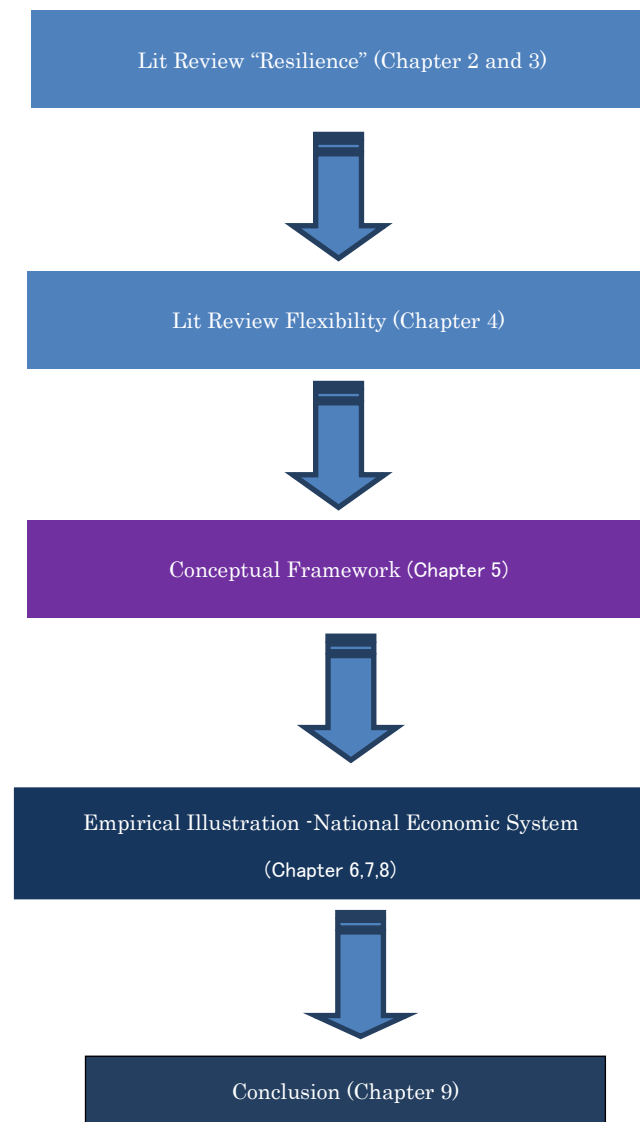 Lit Review “Resilience” (Chapter 2 and 3)
Lit Review Flexibility (Chapter 4)
Conceptual Framework (Chapter 5)
Empirical Illustration -National Economic System
(Chapter 6,7,8)
Conclusion (Chapter 9)